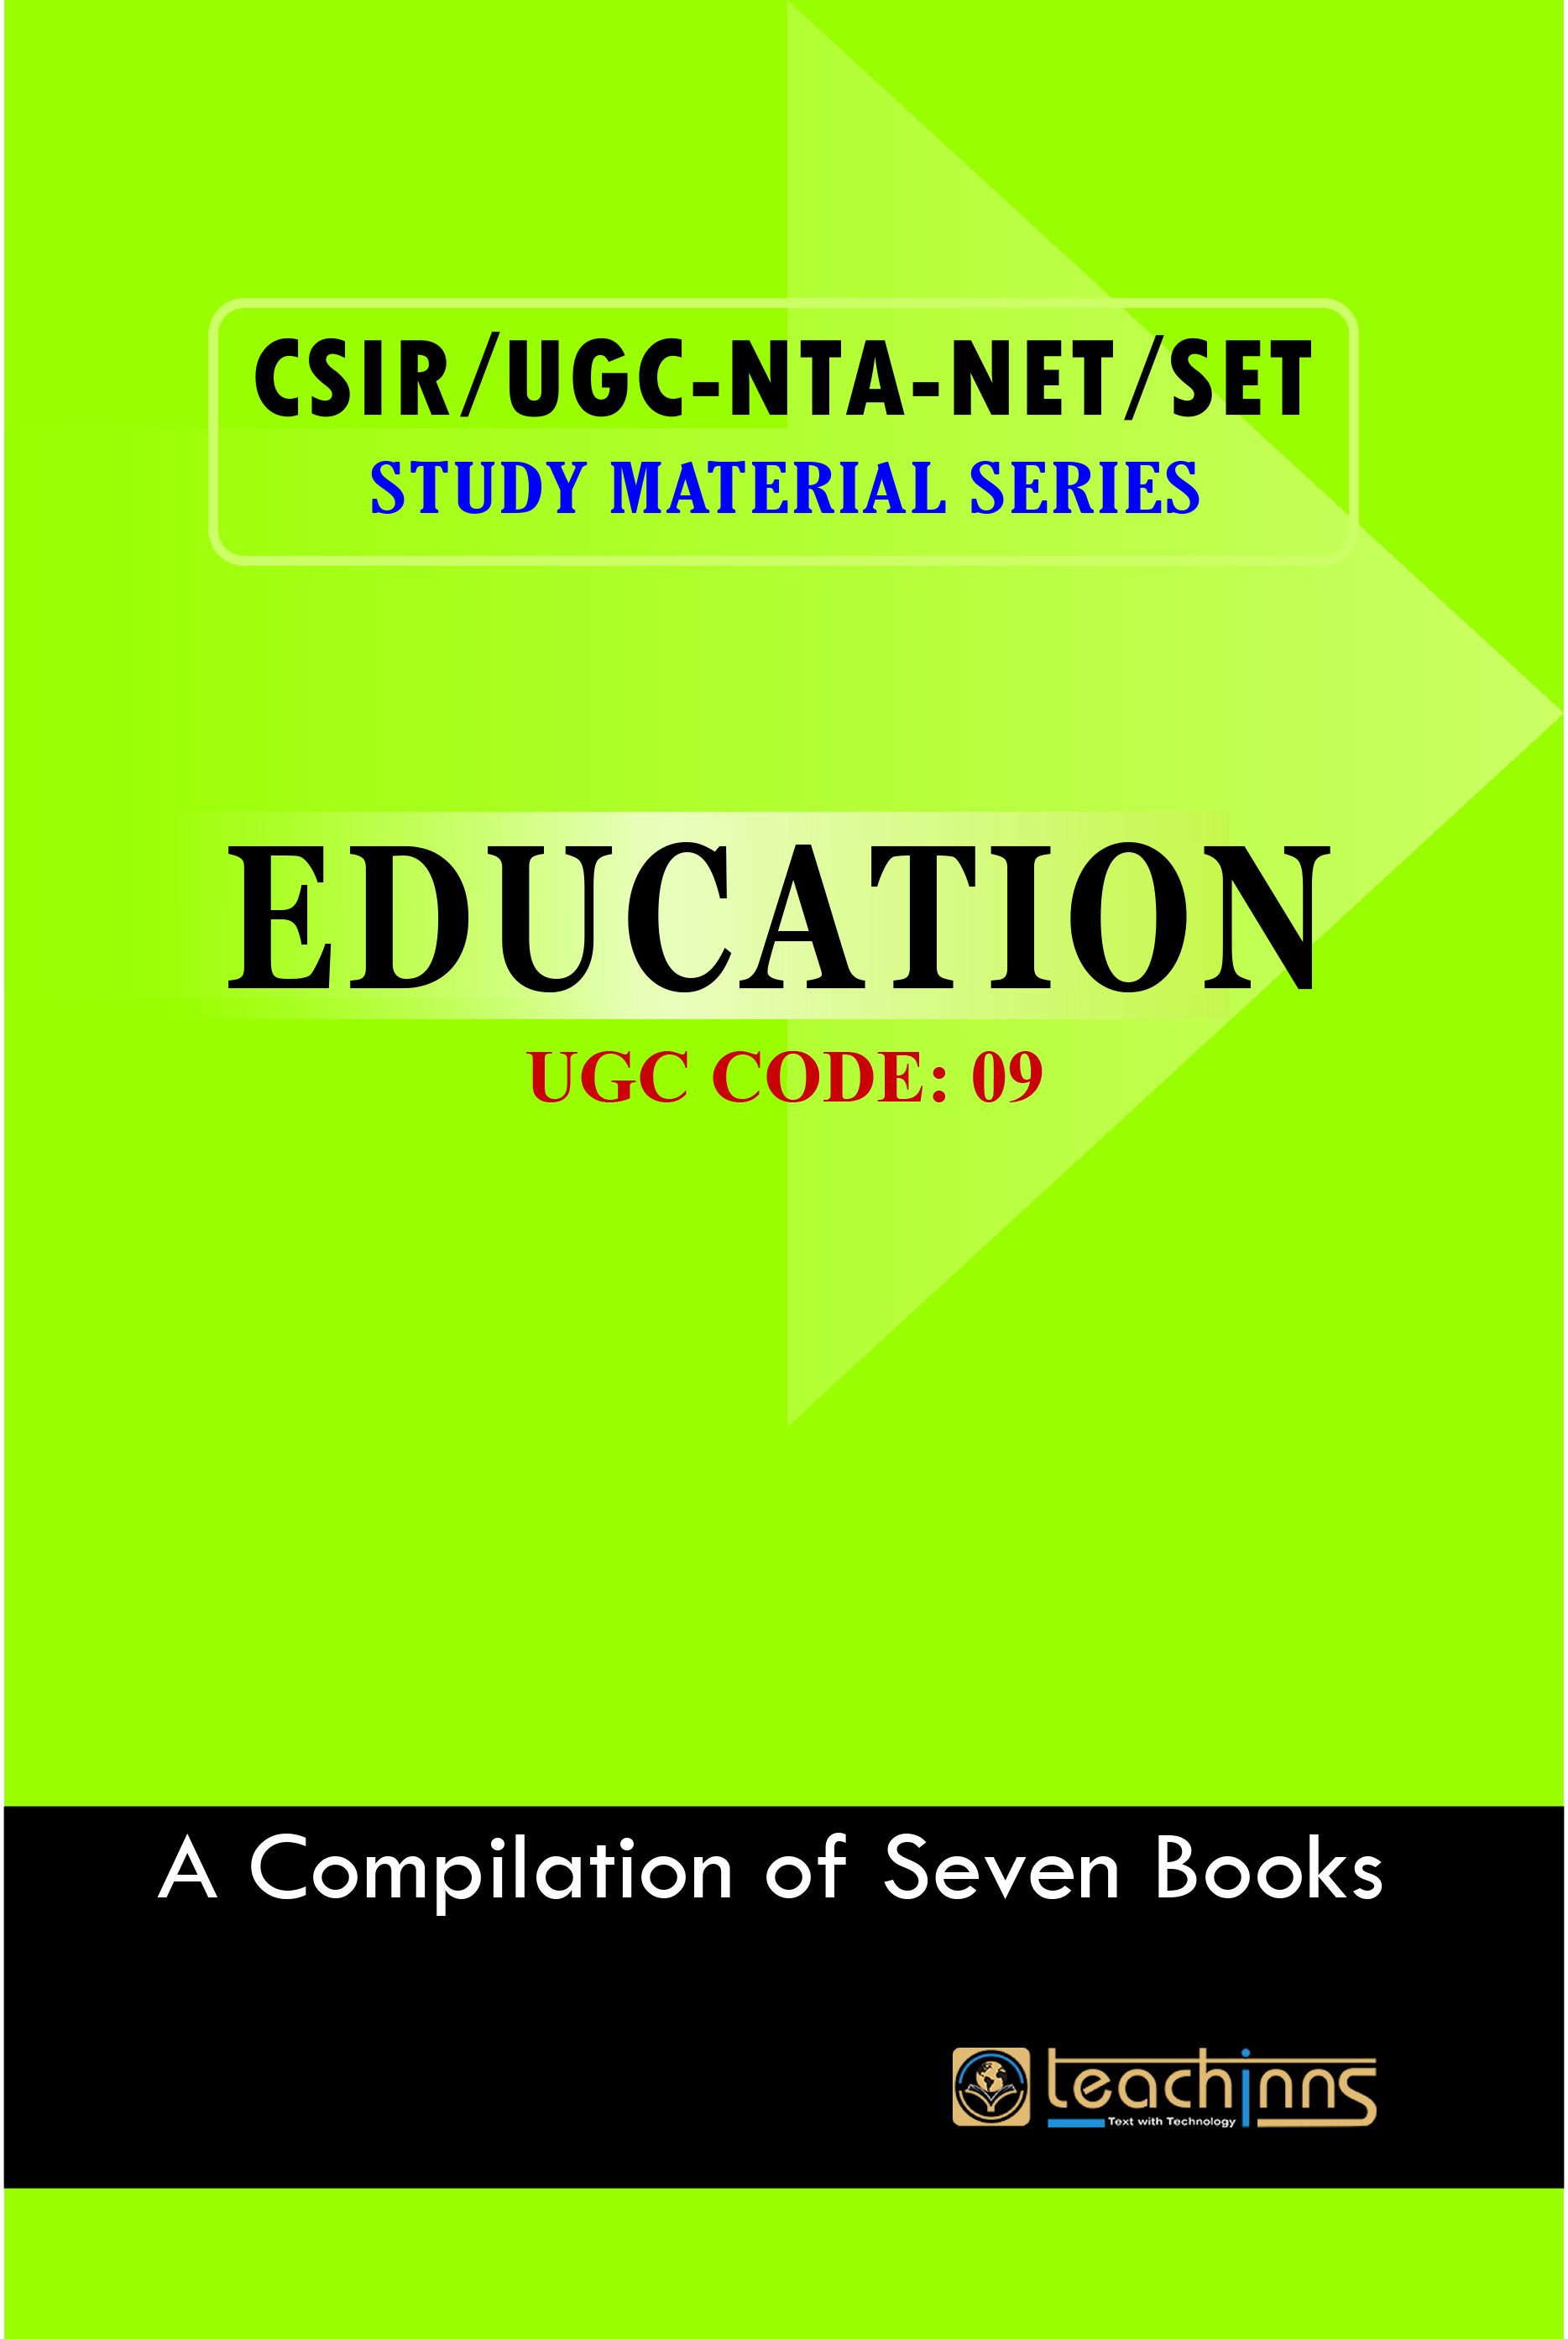 CSIR/UGC-NTA-NET/SET
STUDY MATERIAL SERIES
EDUCATION
UGC CODE: 09
A Compilation of Seven Books
teachinns
Text with Technology